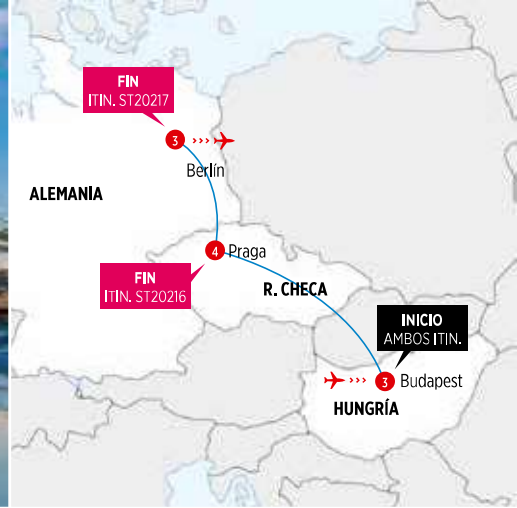 FIN
ITIN. ST20217
3
Berlín
ALEMANIA
4 Praga
FIN
ITIN. ST20216
R. CHECA
INICIO
AMBOS ITIN.
3 Budapest
HUNGRÍA